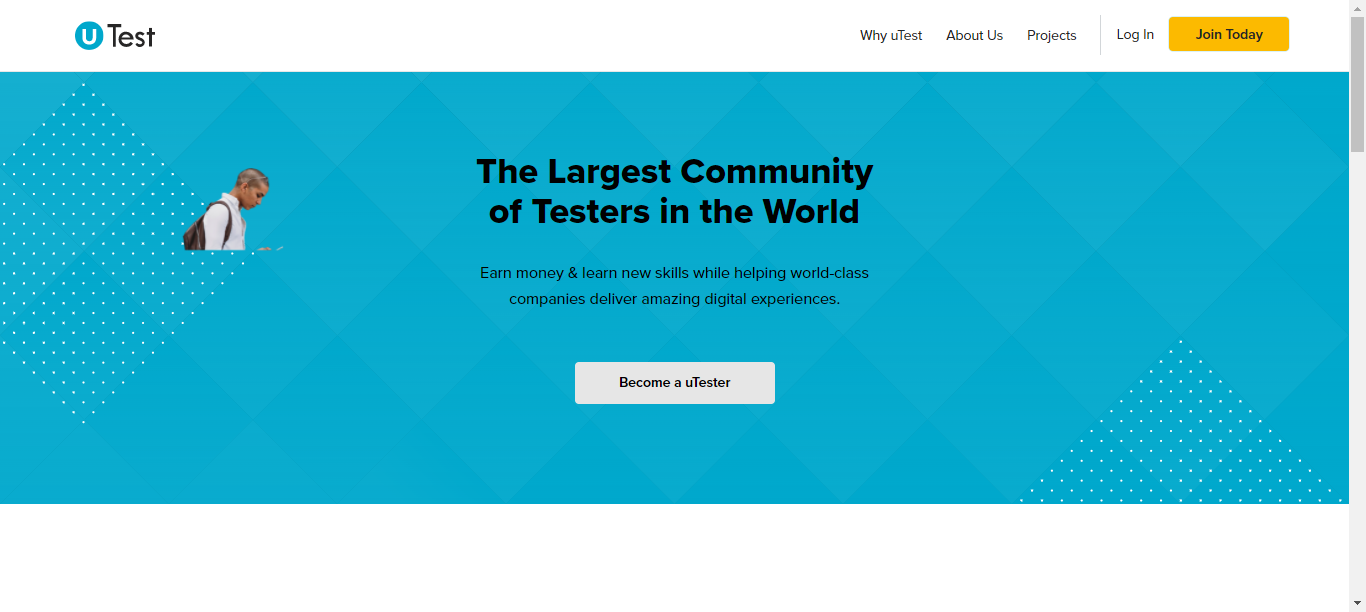 uTest
Why uTest
About Us
Projects
Log In
Join Today
The Largest Community
of Testers in the World
Earn money & learn new skills while helping world-class
companies deliver amazing digital experiences.
Become a uTester